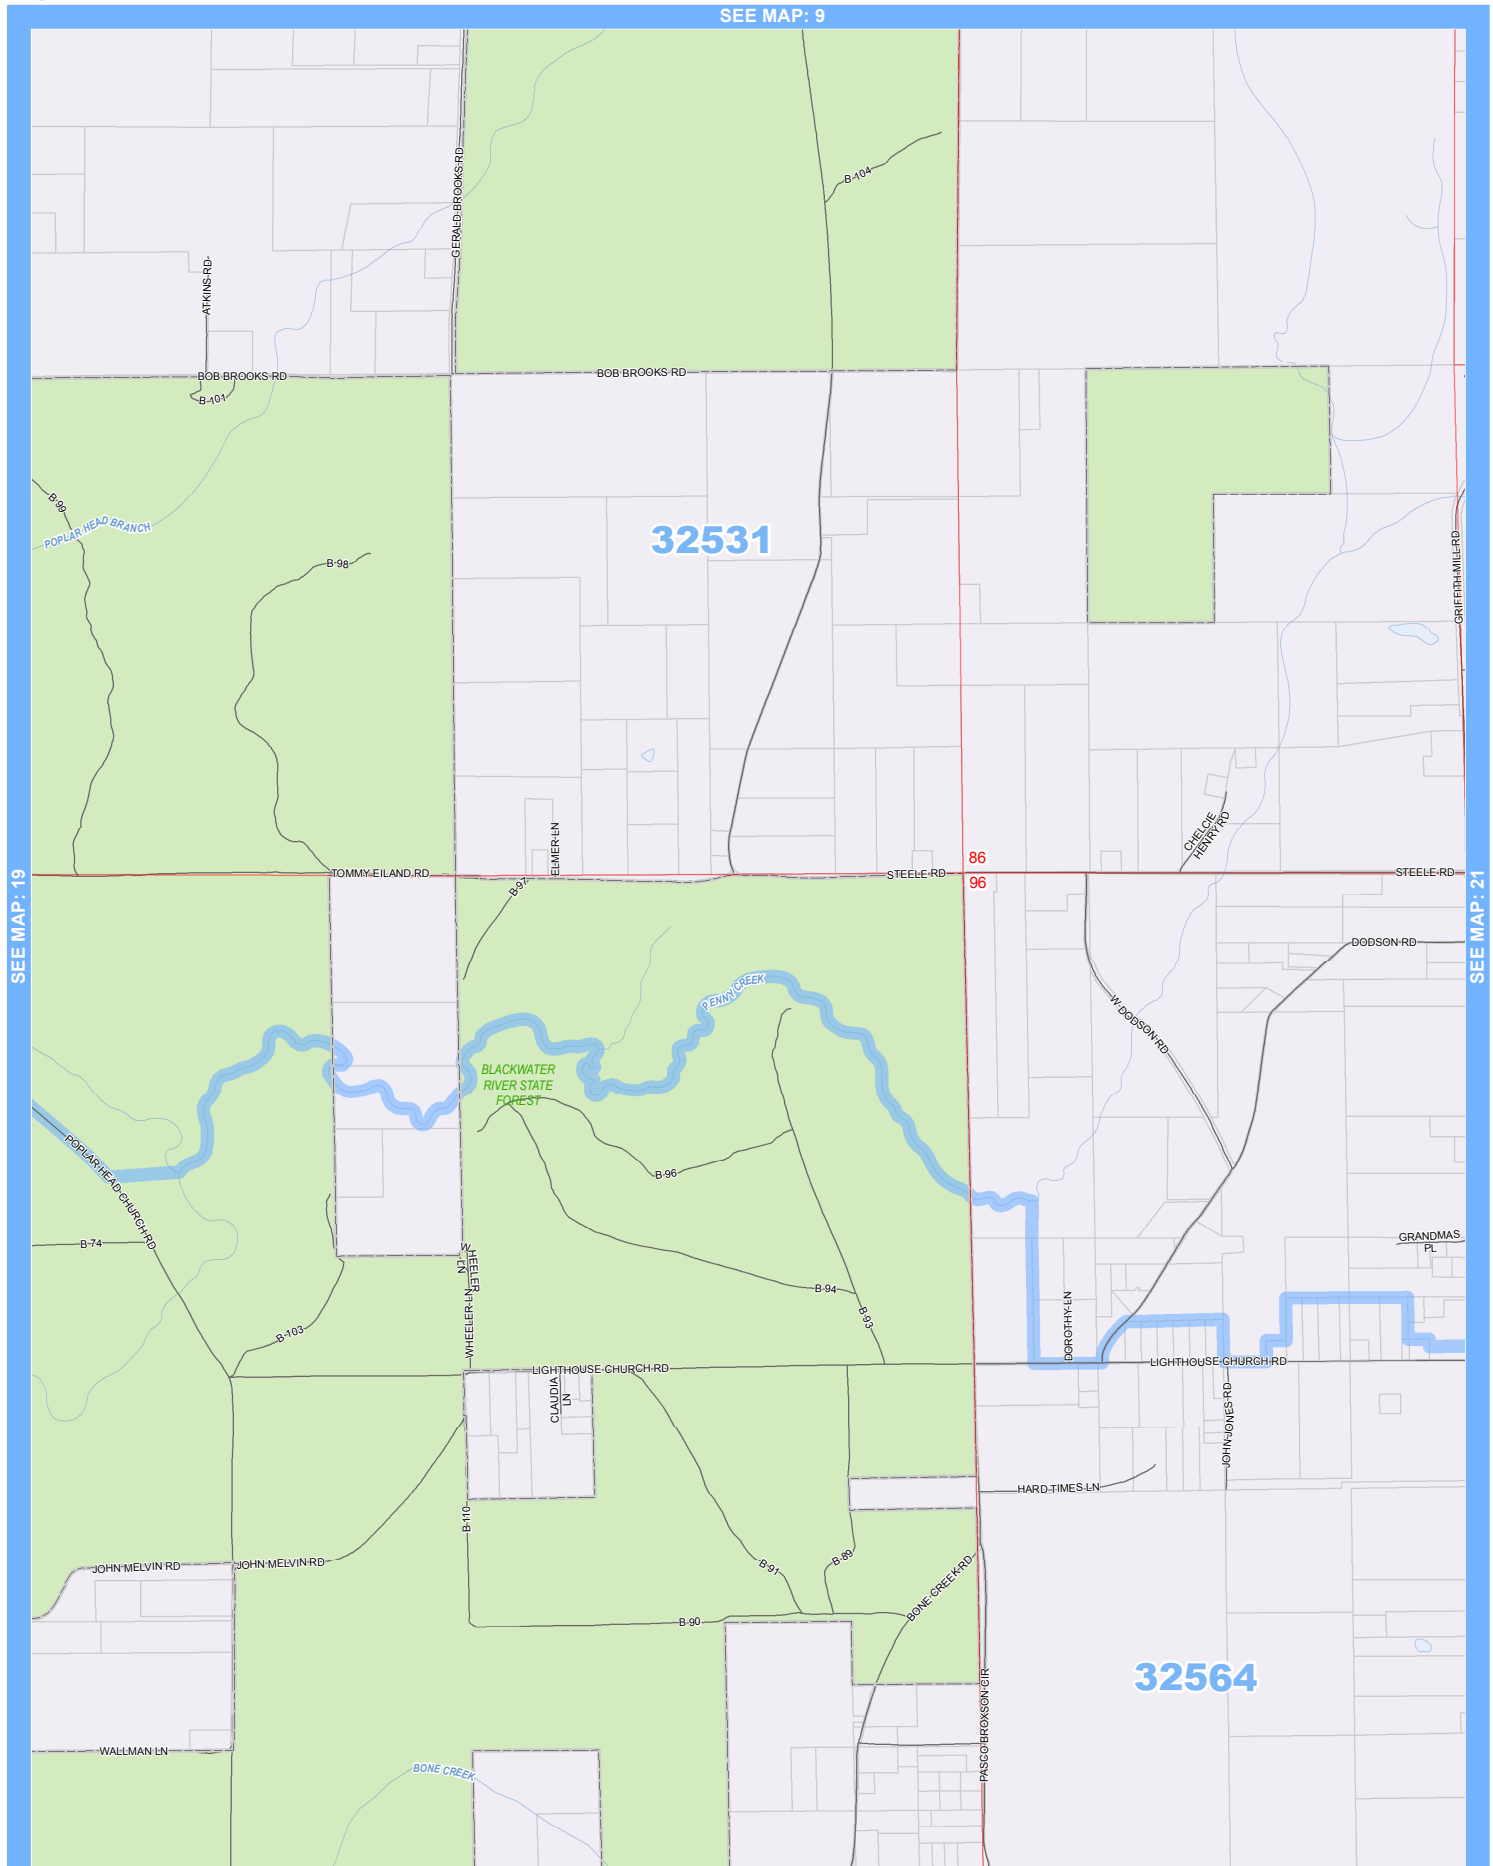 SEE MAP: 9
B-104
GERALD BROOKS RD
ATKINS RD
BOB BROOKS RD
BOB BROOKS RD
B-101
B-99
POPLAR HEAD BRANCH
32531
B-98
GRIFFITH MILL RD
CHELCIE
HENRY RD
ELMER LN
86
TOMMY EILAND RD
STEELE RD
STEELE RD
96
B-97
SEE MAP: 19
SEE MAP: 21
DODSON RD
PENNY CREEK
W DODSON RD
BLACKWATER
RIVER STATE
FOREST
POPLAR HEAD CHURCH RD
B-96
B-74
GRANDMAS
PL
WHEELER
LN
B-94
B-93
WHEELER LN
DOROTHY LN
B-103
LIGHTHOUSE CHURCH RD
LIGHTHOUSE CHURCH RD
CLAUDIA
LN
JOHN JONES RD
HARD TIMES LN
B-110
JOHN MELVIN RD
JOHN MELVIN RD
B-91
B-89
BONE CREEK RD
B-90
32564
PASCO BROXSON CIR
WALLMAN LN
BONE CREEK